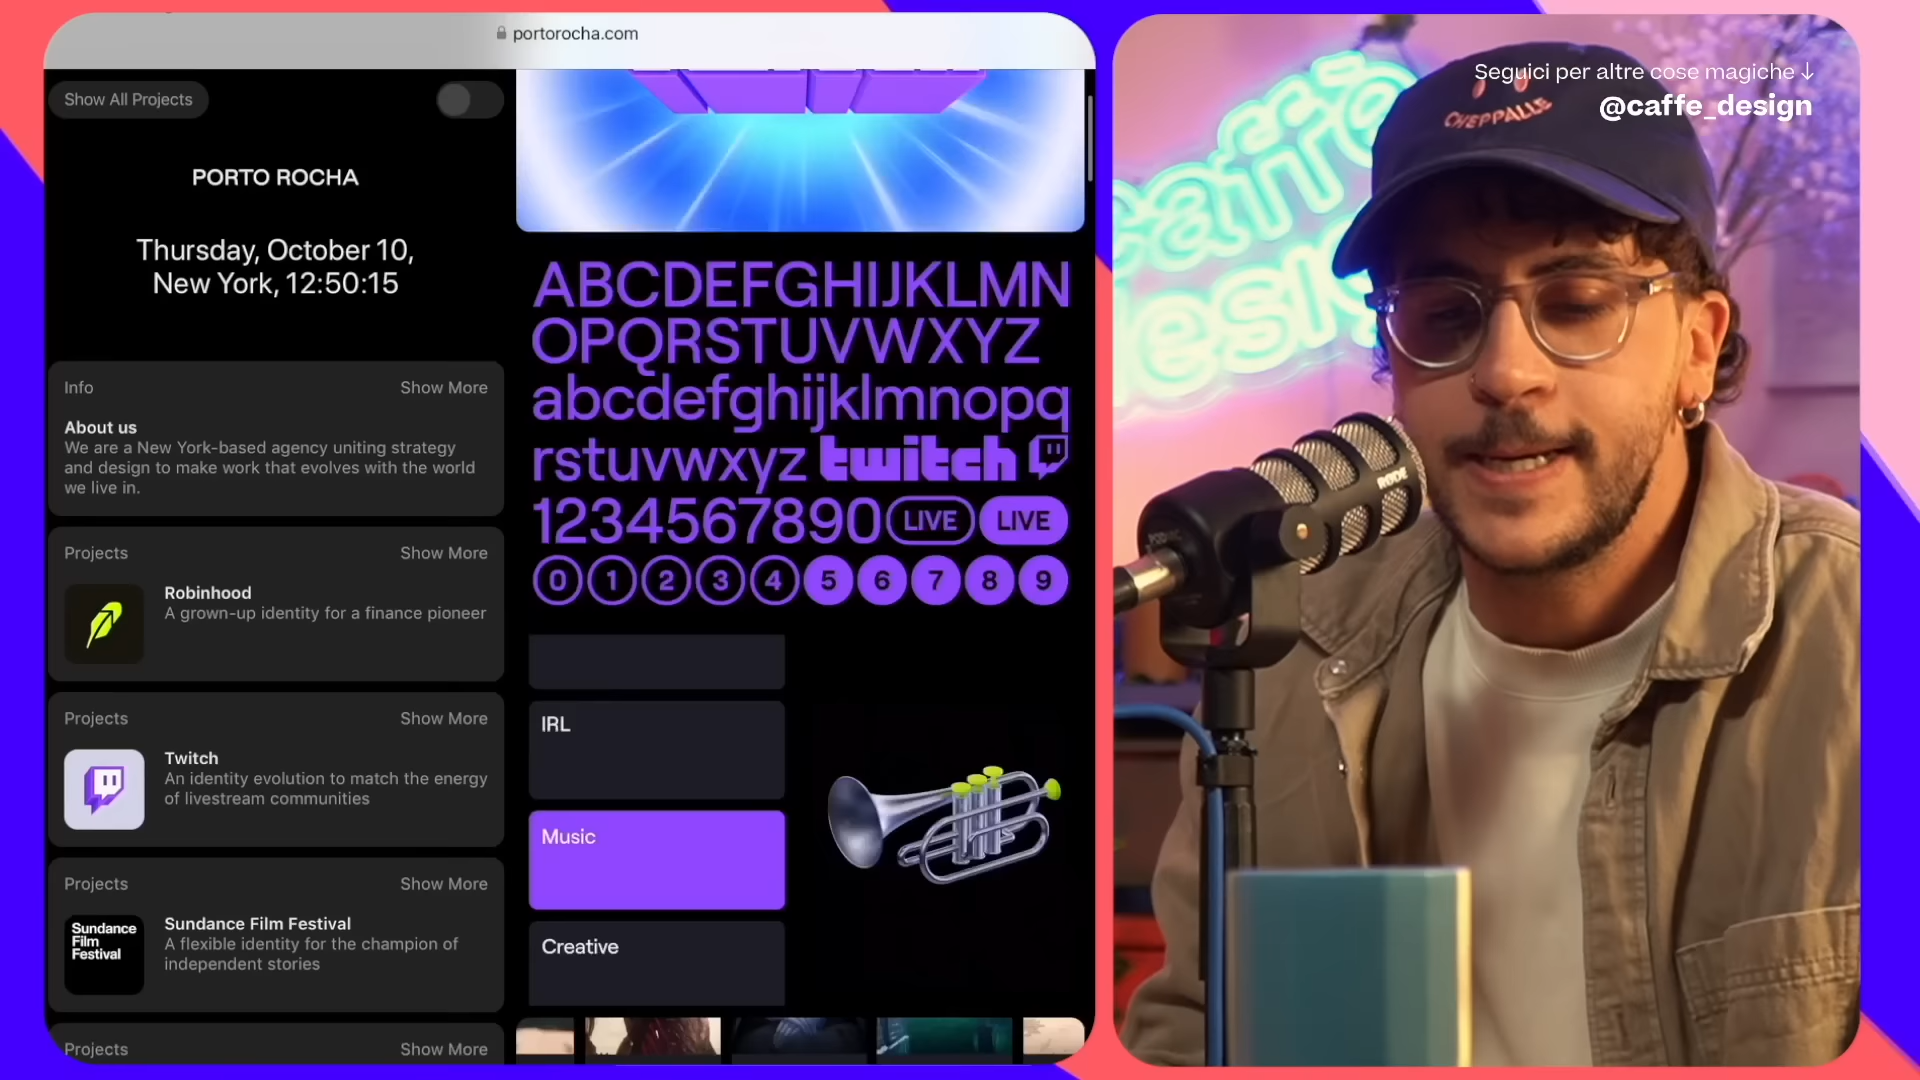 portorocha.com
Show All Projects
PORTO ROCHA
Thursday, October 10,
New York, 12:50:15
Info
Show More
About us
We are a New York-based agency uniting strategy
and design to make work that evolves with the world
we live in.
Projects
Show More
Robinhood
A grown-up identity for a finance pioneer
Projects
Show More
Twitch
An identity evolution to match the energy
of livestream communities
Projects
Show More
Sundance
Film
Festival
Sundance Film Festival
A flexible identity for the champion of
independent stories
Projects
Show More
ABCDEFGHIJKLMN
OPQRSTUVWXYZ
abcdefghijklmnopq
rstuvwxyz twitch
1234567890 LIVE LIVE
0 1 2 3 4 5 6 7 8 9
IRL
Music
Creative
Seguici per altre cose magiche ↓
@caffe_design
CHEPPALLE
caffè
design
RØDE